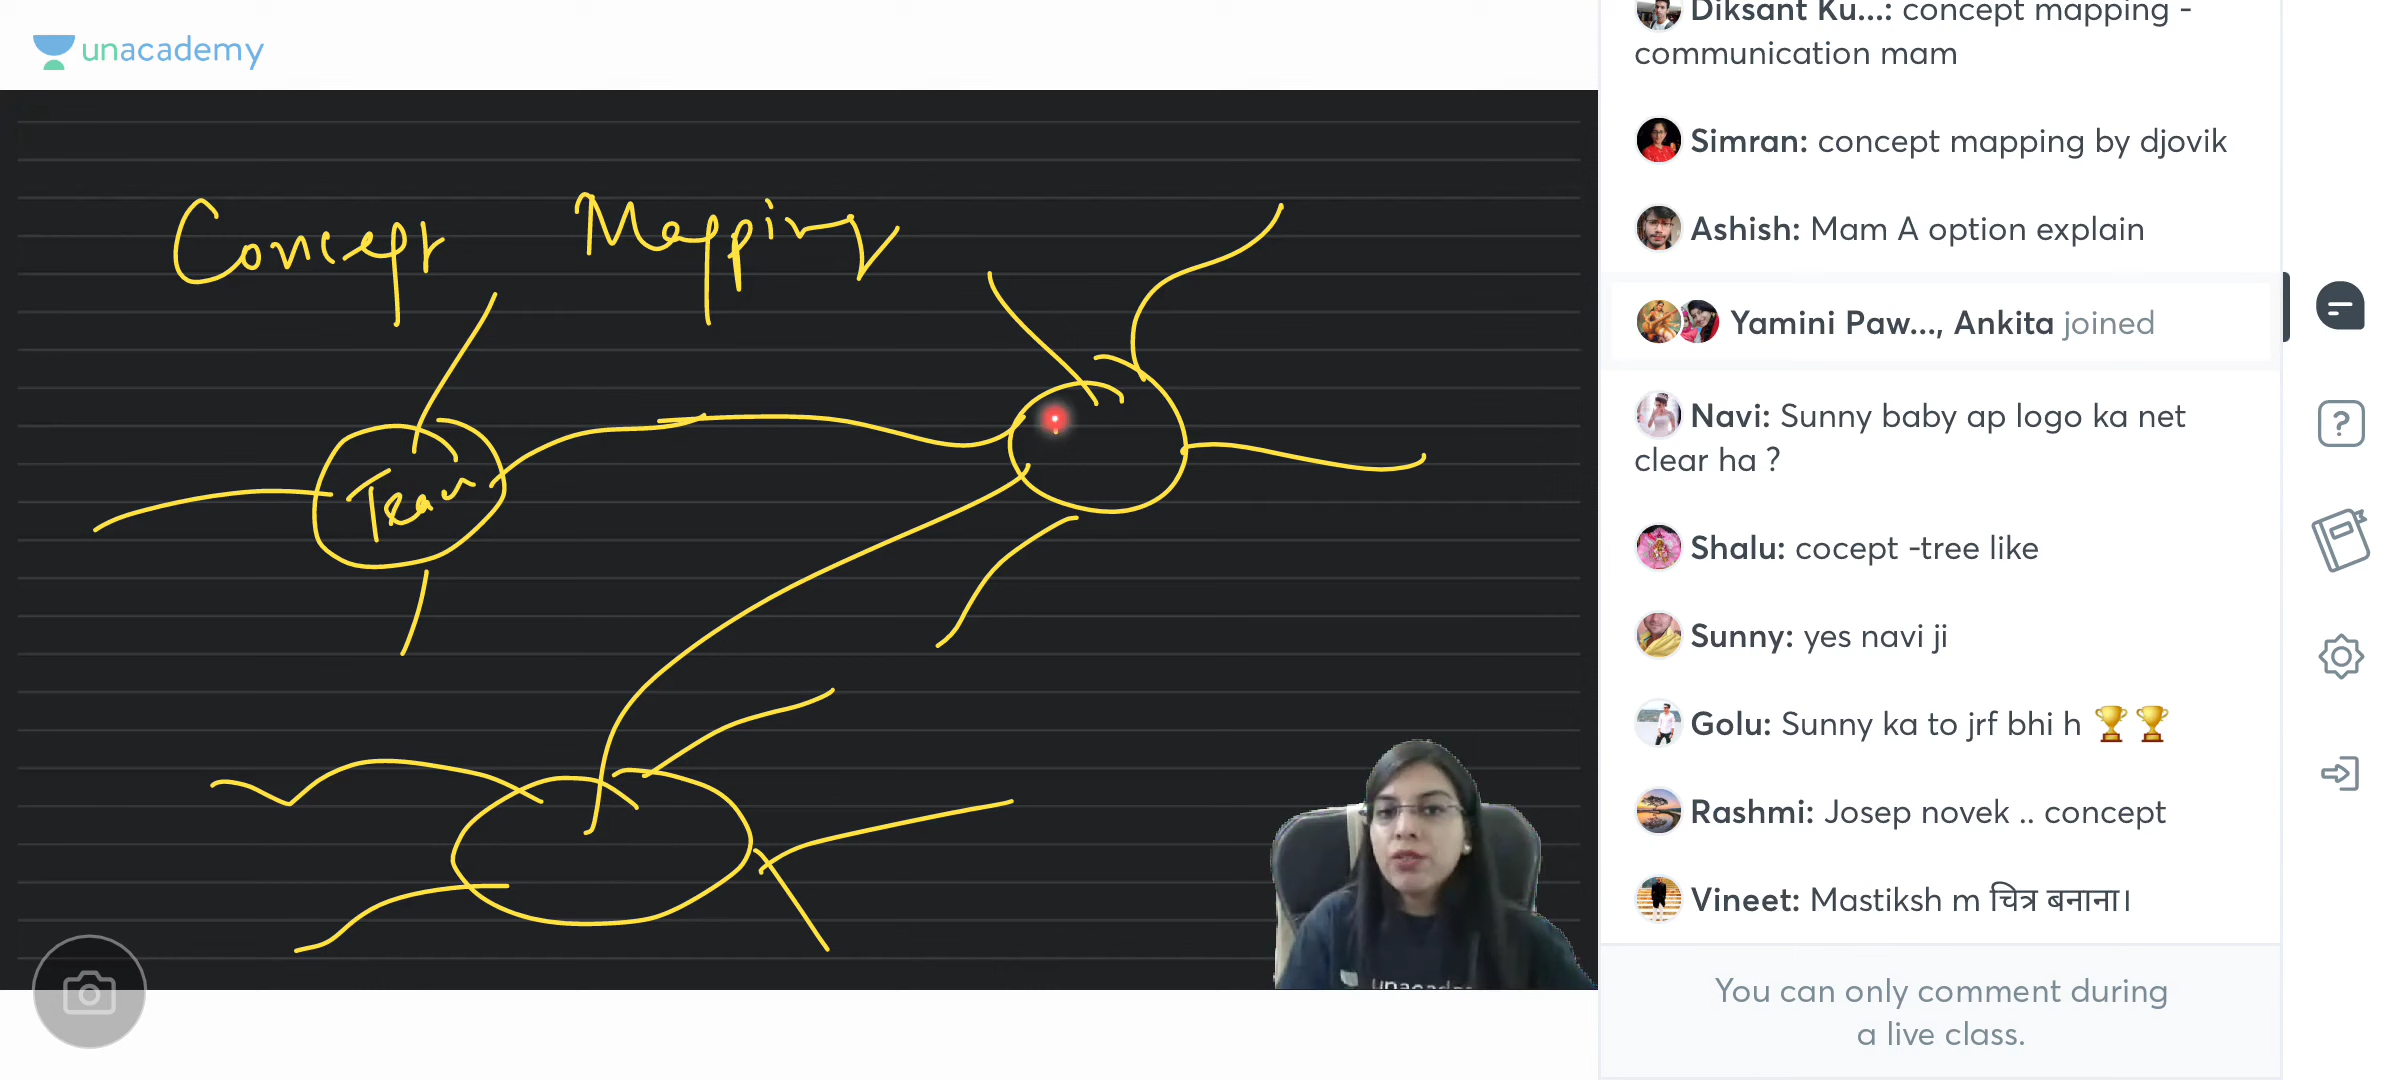 unacademy
Concept Mapping
Team
unacade
Diksant Ku...: concept mapping -
communication mam
Simran: concept mapping by djovik
Ashish: Mam A option explain
Yamini Paw..., Ankita joined
Navi: Sunny baby ap logo ka net
clear ha ?
Shalu: cocept -tree like
Sunny: yes navi ji
Golu: Sunny ka to jrf bhi h 🏆🏆
Rashmi: Josep novek .. concept
Vineet: Mastiksh m चित्र बनाना।
You can only comment during
a live class.
?